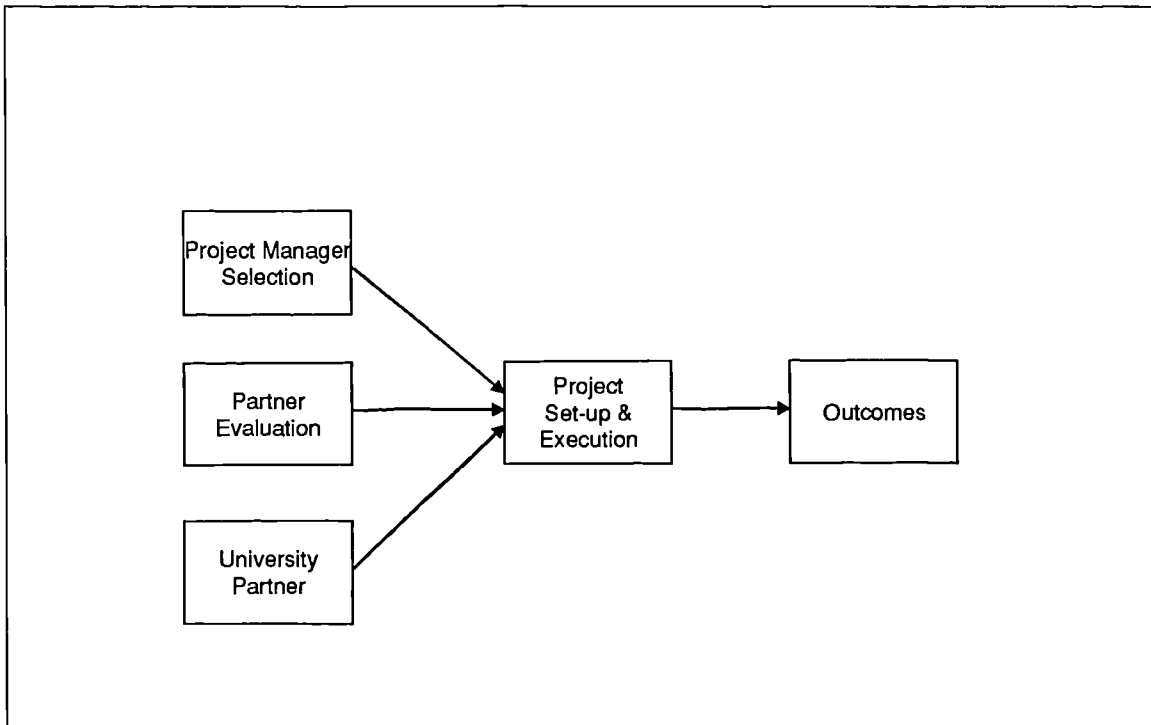 Project Manager
Selection
Partner
Evaluation
University
Partner
Project
Set-up &
Execution
Outcomes